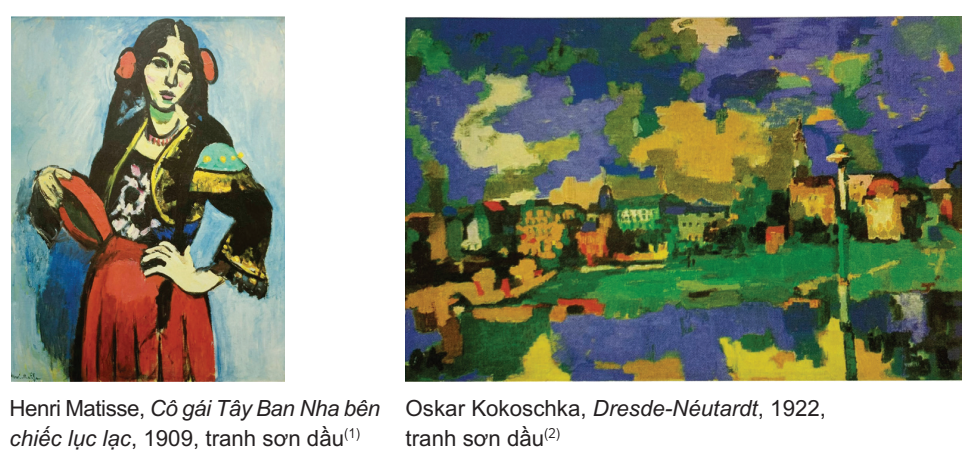 Henri Matisse, Cô gái Tây Ban Nha bên
chiếc lục lạc, 1909, tranh sơn dầu(1)
Oskar Kokoschka, Dresde-Néutardt, 1922,
tranh sơn dầu(2)